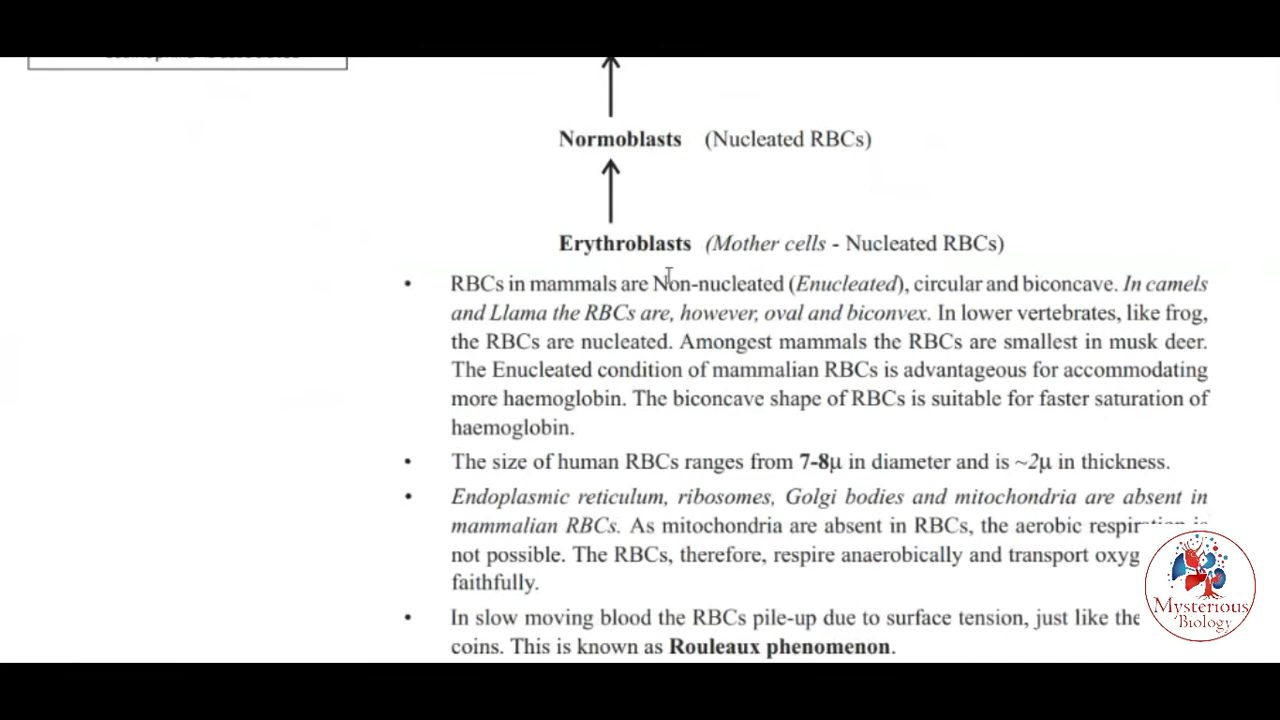 Normoblasts (Nucleated RBCs)
Erythroblasts (Mother cells - Nucleated RBCs)
• RBCs in mammals are Non-nucleated (Enucleated), circular and biconcave. In camels
and Llama the RBCs are, however, oval and biconvex. In lower vertebrates, like frog,
the RBCs are nucleated. Amongest mammals the RBCs are smallest in musk deer.
The Enucleated condition of mammalian RBCs is advantageous for accommodating
more haemoglobin. The biconcave shape of RBCs is suitable for faster saturation of
haemoglobin.
• The size of human RBCs ranges from 7-8μ in diameter and is ~2μ in thickness.
• Endoplasmic reticulum, ribosomes, Golgi bodies and mitochondria are absent in
mammalian RBCs. As mitochondria are absent in RBCs, the aerobic
not possible. The RBCs, therefore, respire anaerobically and transport
faithfully.
• In slow moving blood the RBCs pile-up due to surface tension, just like the
coins. This is known as Rouleaux phenomenon.
Mysterious
Biology